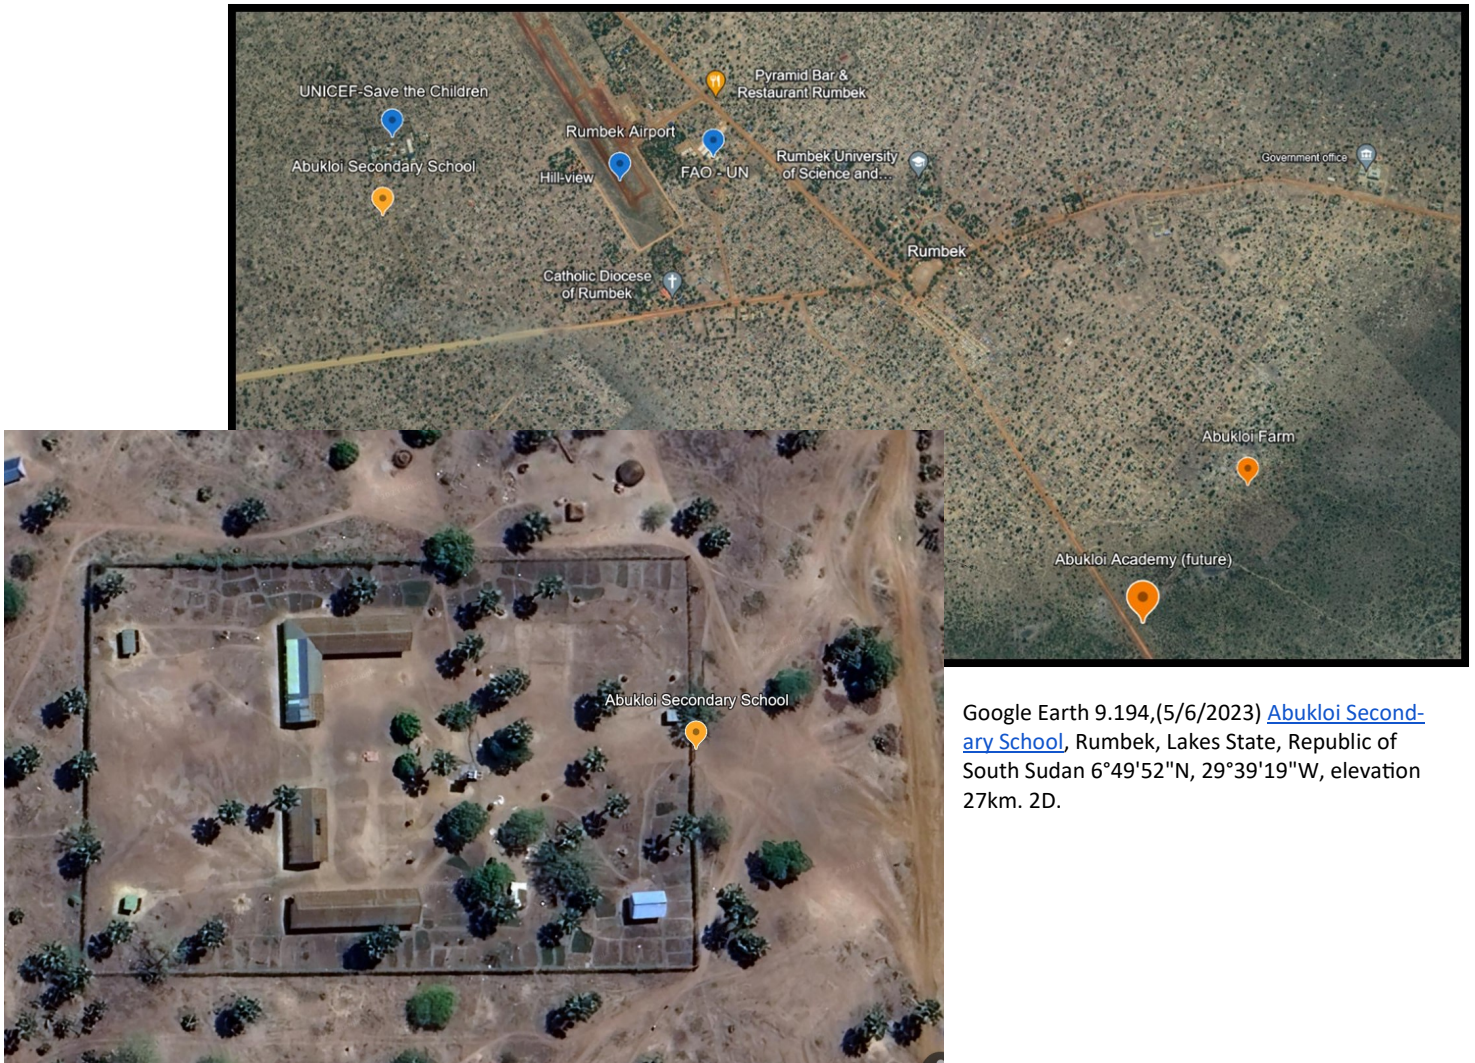 Pyramid Bar &
Restaurant Rumbek
UNICEF-Save the Children
Rumbek Airport
Rumbek University
of Science and...
Government office
Abukloi Secondary School
Hill-view
FAO - UN
Rumbek
Catholic Diocese
of Rumbek
Abukloi Farm
Abukloi Academy (future)
Abukloi Secondary School
Google Earth 9.194,(5/6/2023) Abukloi Second-
ary School, Rumbek, Lakes State, Republic of
South Sudan 6°49'52"N, 29°39'19"W, elevation
27km. 2D.